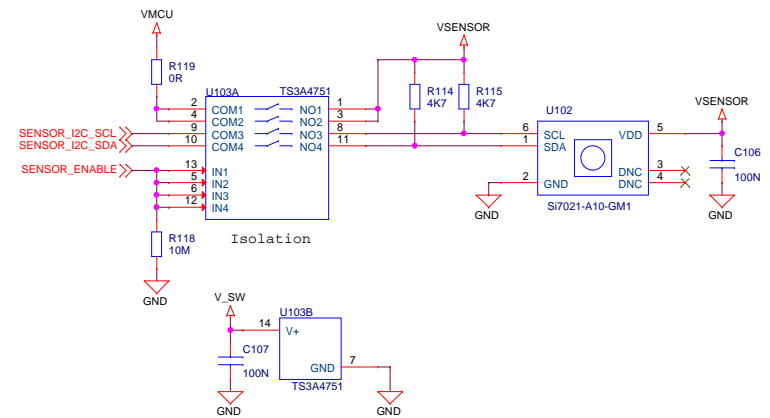 VMCU
R119
0R
U103A
TS3A4751
2
COM1
NO1
1
4
COM2
NO2
3
SENSOR_I2C_SCL
9
COM3
NO3
8
SENSOR_I2C_SDA
10
COM4
NO4
11
SENSOR_ENABLE
13
IN1
5
IN2
6
IN3
12
IN4
R118
10M
GND
Isolation
VSENSOR
R114
4K7
R115
4K7
U102
6
SCL
VDD
5
1
SDA
DNC
3
2
GND
DNC
4
Si7021-A10-GM1
GND
VSENSOR
C106
100N
GND
V_SW
U103B
14
V+
C107
100N
GND
7
TS3A4751
GND
GND